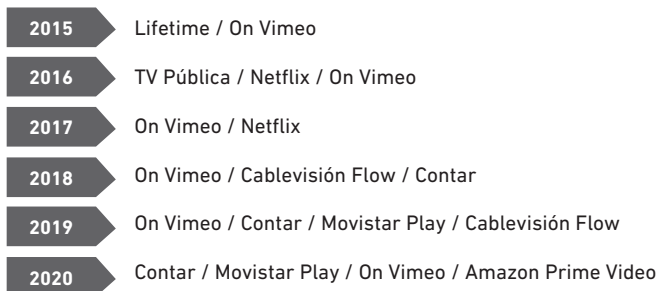 2015 Lifetime / On Vimeo
2016 TV Pública / Netflix / On Vimeo
2017 On Vimeo / Netflix
2018 On Vimeo / Cablevisión Flow / Contar
2019 On Vimeo / Contar / Movistar Play / Cablevisión Flow
2020 Contar / Movistar Play / On Vimeo / Amazon Prime Video